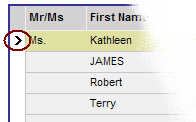 Mr/Ms First Name
Ms. Kathleen
JAMES
Robert
Terry